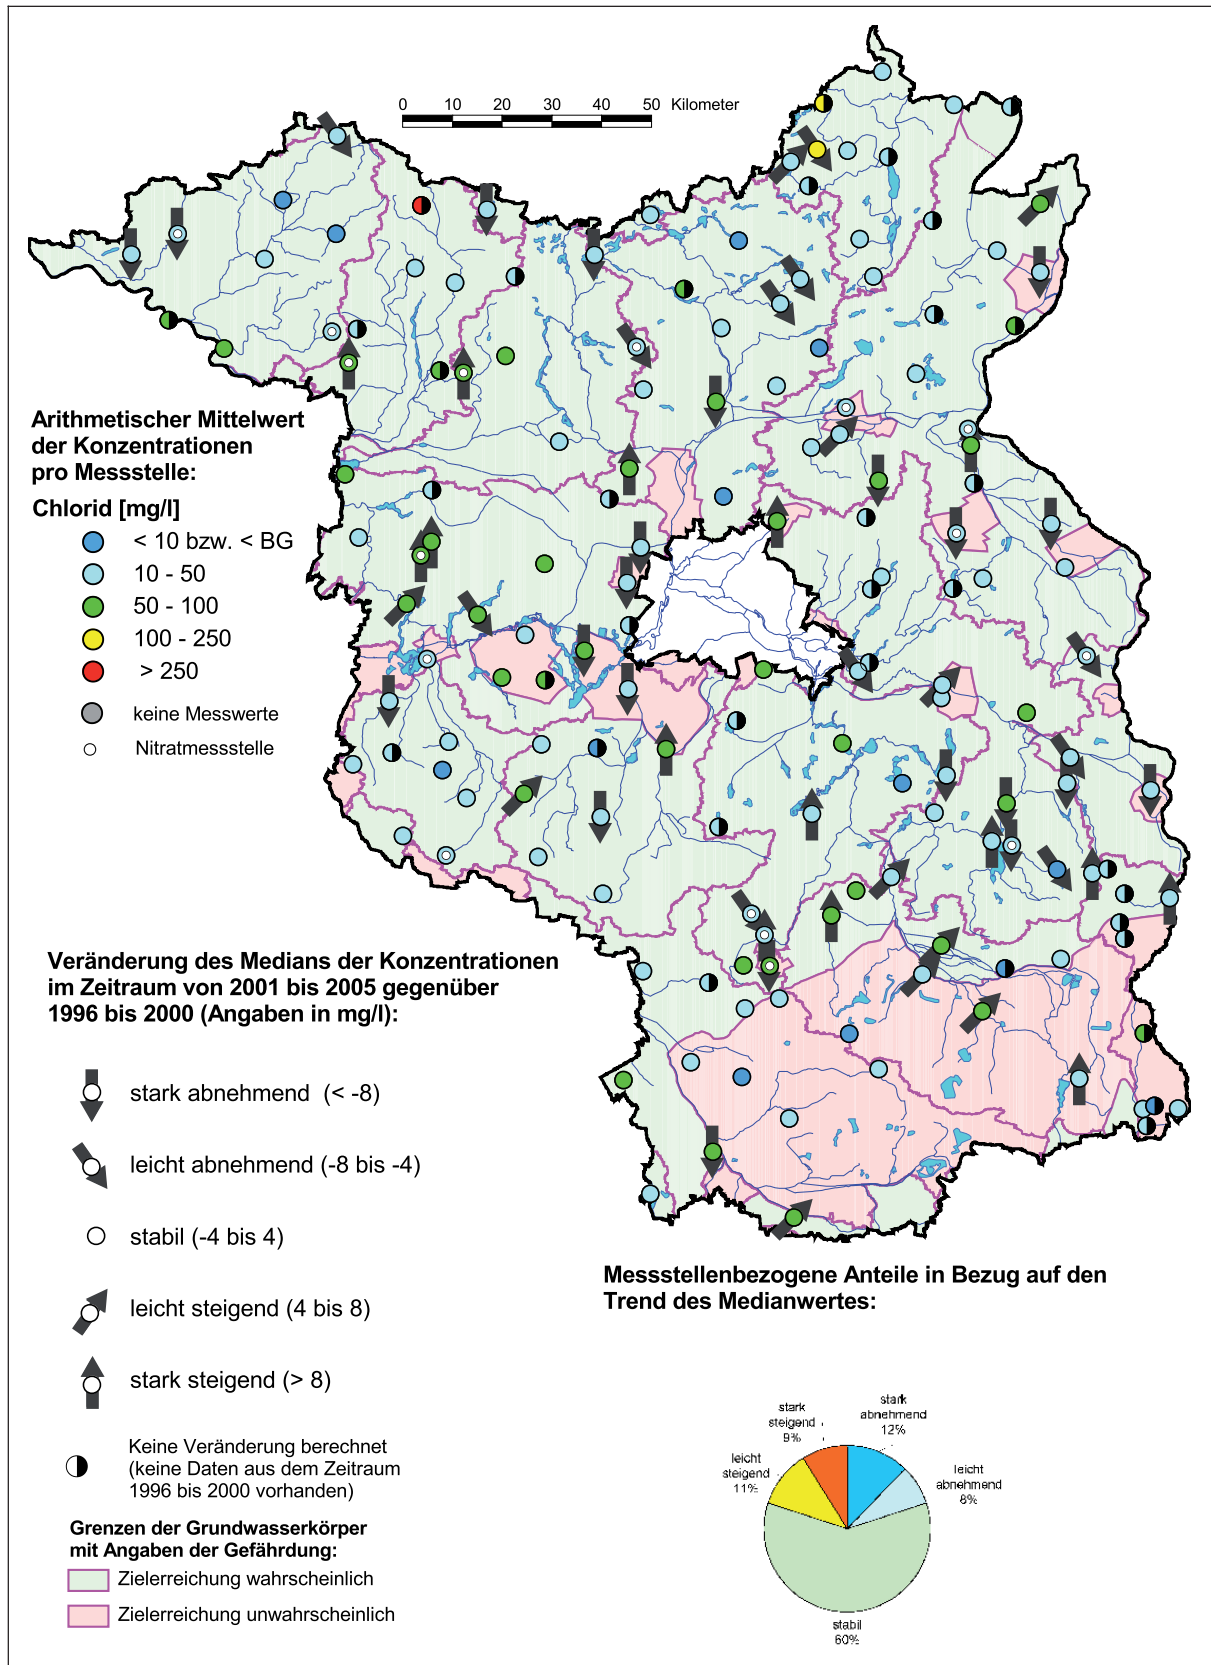 0 10 20 30 40 50 Kilometer
Arithmetischer Mittelwert
der Konzentrationen
pro Messstelle:
Chlorid [mg/l]
< 10 bzw. < BG
10 - 50
50 - 100
100 - 250
> 250
keine Messwerte
Nitratmessstelle
Veränderung des Medians der Konzentrationen
im Zeitraum von 2001 bis 2005 gegenüber
1996 bis 2000 (Angaben in mg/l):
stark abnehmend (< -8)
leicht abnehmend (-8 bis -4)
stabil (-4 bis 4)
leicht steigend (4 bis 8)
stark steigend (> 8)
Keine Veränderung berechnet
(keine Daten aus dem Zeitraum
1996 bis 2000 vorhanden)
Grenzen der Grundwasserkörper
mit Angaben der Gefährdung:
Zielerreichung wahrscheinlich
Zielerreichung unwahrscheinlich
Messstellenbezogene Anteile in Bezug auf den
Trend des Medianwertes:
stark
steigend
9%
stark
abnehmend
12%
leicht
steigend
11%
leicht
abnehmend
8%
stabil
60%